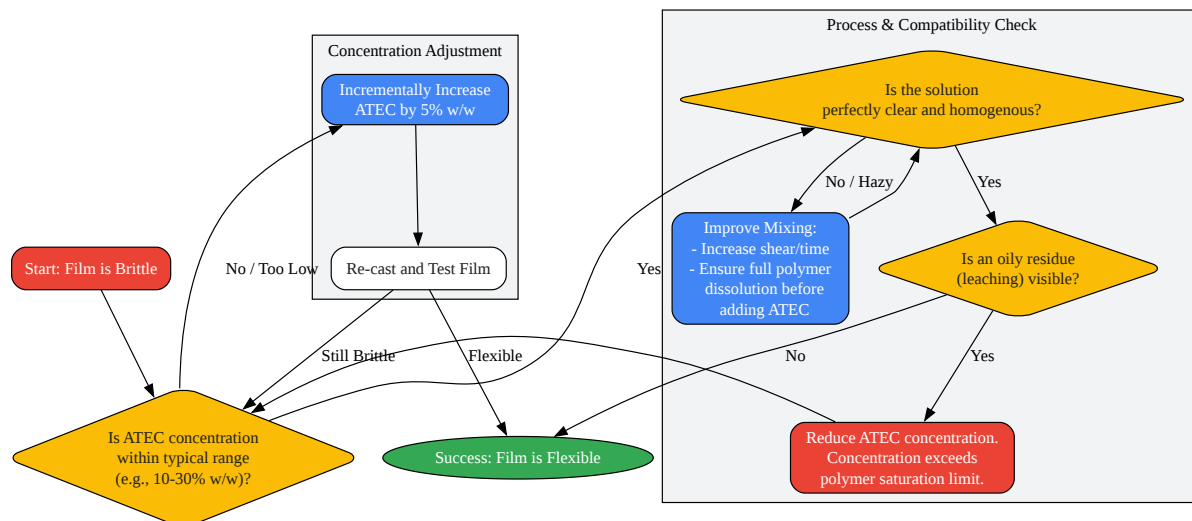 Concentration Adjustment
Incrementally Increase
ATEC by 5% w/w
Re-cast and Test Film
Process & Compatibility Check
Is the solution
perfectly clear and homogenous?
No / Hazy
Yes
Improve Mixing:
- Increase shear/time
- Ensure full polymer
dissolution before
adding ATEC
Is an oily residue
(leaching) visible?
Start: Film is Brittle
No / Too Low
Yes
Still Brittle
Flexible
No
Yes
Is ATEC concentration
within typical range
(e.g., 10-30% w/w)?
Success: Film is Flexible
Reduce ATEC concentration.
Concentration exceeds
polymer saturation limit.